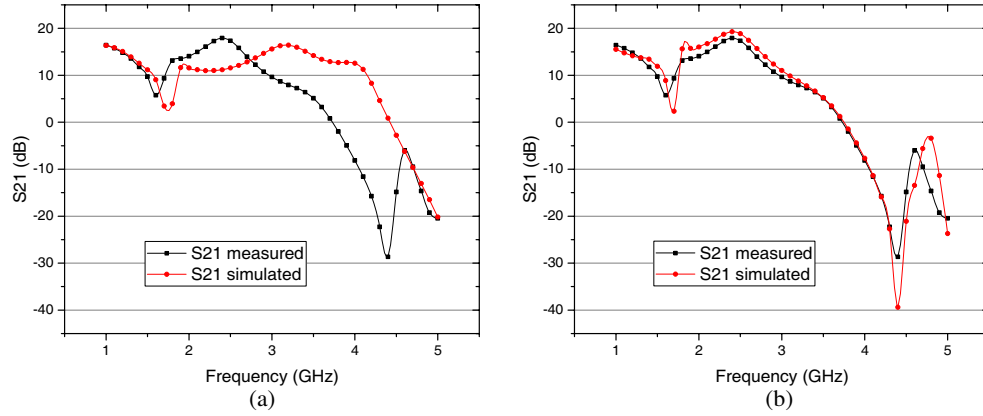 20
10
0
-10
-20
-30
-40
S21 (dB)
S21 measured
S21 simulated
1 2 3 4 5
Frequency (GHz)
(a)
20
10
0
-10
-20
-30
-40
S21 (dB)
S21 measured
S21 simulated
1 2 3 4 5
Frequency (GHz)
(b)